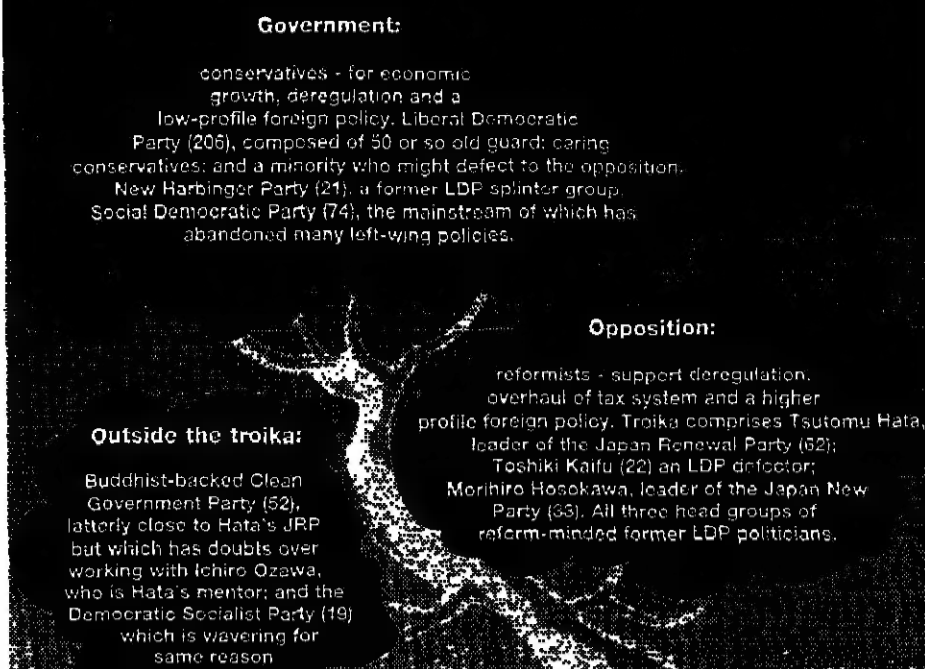 Government:
conservatives - for economic
growth, deregulation and a
low-profile foreign policy. Liberal Democratic
Party (206), composed of 50 or so old guard; caring
conservatives; and a minority who might defect to the opposition.
New Harbinger Party (21), a former LDP splinter group.
Social Democratic Party (74), the mainstream of which has
abandoned many left-wing policies.
Opposition:
reformists - support deregulation,
overhaul of tax system and a higher
profile foreign policy. Troika comprises Tsutomu Hata,
leader of the Japan Renewal Party (62);
Toshiki Kaifu (22) an LDP defector;
Morihiro Hosokawa, leader of the Japan New
Party (33). All three head groups of
reform-minded former LDP politicians.
Outside the troika:
Buddhist-backed Clean
Government Party (52),
latterly close to Hata's JRP
but which has doubts over
working with Ichiro Ozawa,
who is Hata's mentor; and the
Democratic Socialist Party (19)
which is wavering for
same reason